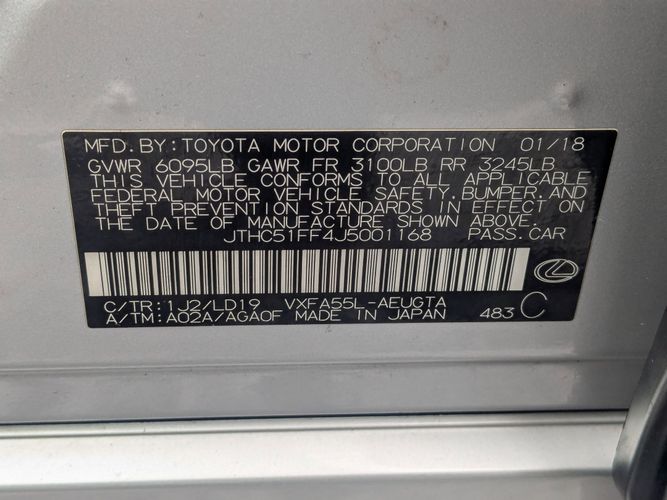 MFD.BY:TOYOTA MOTOR CORPORATION 01/18
GVWR 6095LB GAWR FR 3100LB RR 3245LB
THIS VEHICLE CONFORMS TO ALL APPLICABLE
FEDERAL MOTOR VEHICLE SAFETY,BUMPER,AND
THEFT PREVENTION STANDARDS IN EFFECT ON
THE DATE OF MANUFACTURE SHOWN ABOVE.
JTHC51FF4J5001168 PASS.CAR
C/TR:1J2/LD19 VXFA55L-AEUGTA
A/TM:A02A/AGA0F MADE IN JAPAN 483 C